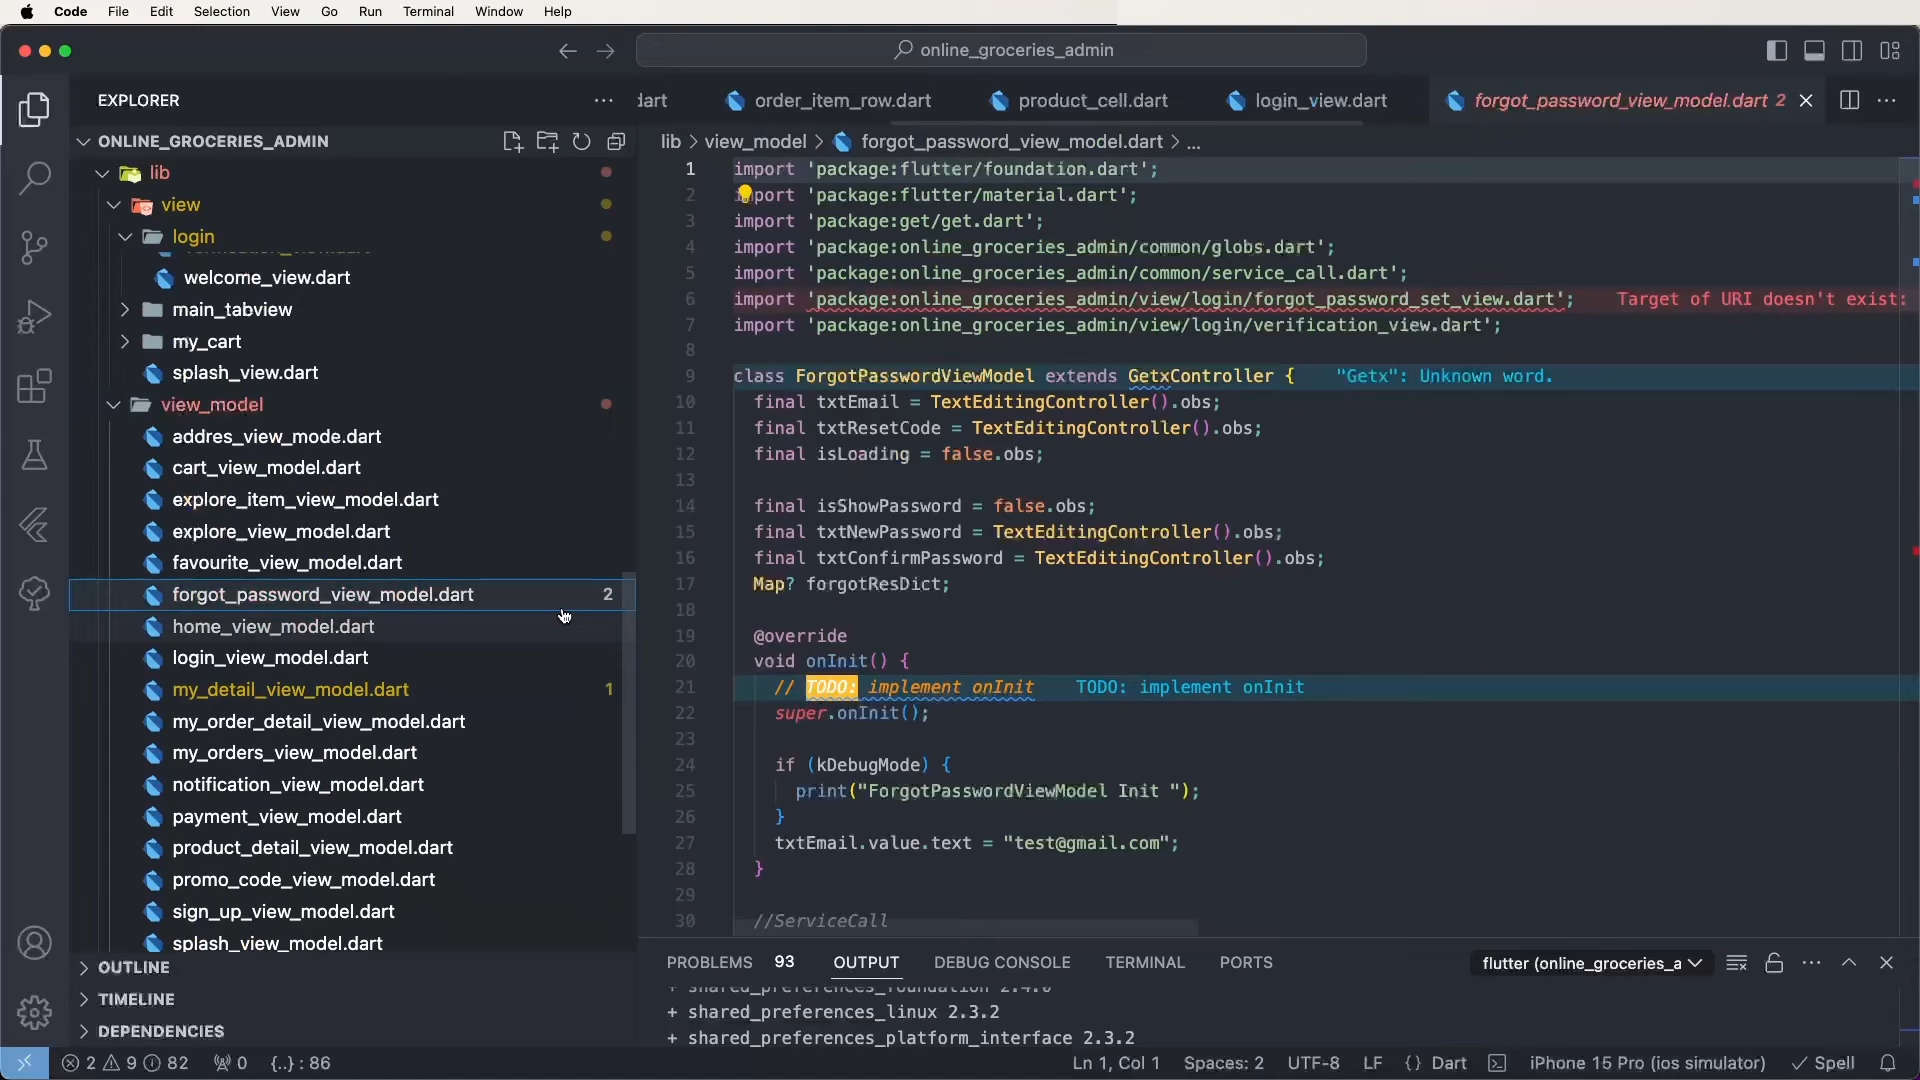 Code File Edit Selection View Go Run Terminal Window Help
online_groceries_admin
EXPLORER
dart order_item_row.dart product_cell.dart login_view.dart forgot_password_view_model.dart 2
ONLINE_GROCERIES_ADMIN
lib > view_model > forgot_password_view_model.dart > ...
lib
view
login
welcome_view.dart
main_tabview
my_cart
splash_view.dart
view_model
addres_view_mode.dart
cart_view_model.dart
explore_item_view_model.dart
explore_view_model.dart
favourite_view_model.dart
forgot_password_view_model.dart 2
home_view_model.dart
login_view_model.dart
my_detail_view_model.dart 1
my_order_detail_view_model.dart
my_orders_view_model.dart
notification_view_model.dart
payment_view_model.dart
product_detail_view_model.dart
promo_code_view_model.dart
sign_up_view_model.dart
splash_view_model.dart
OUTLINE
TIMELINE
DEPENDENCIES
1 import 'package:flutter/foundation.dart';
2 import 'package:flutter/material.dart';
3 import 'package:get/get.dart';
4 import 'package:online_groceries_admin/common/globs.dart';
5 import 'package:online_groceries_admin/common/service_call.dart';
6 import 'package:online_groceries_admin/view/login/forgot_password_set_view.dart'; Target of URI doesn't exist:
7 import 'package:online_groceries_admin/view/login/verification_view.dart';
8
9 class ForgotPasswordViewModel extends GetxController { "Getx": Unknown word.
10 final txtEmail = TextEditingController().obs;
11 final txtResetCode = TextEditingController().obs;
12 final isLoading = false.obs;
13
14 final isShowPassword = false.obs;
15 final txtNewPassword = TextEditingController().obs;
16 final txtConfirmPassword = TextEditingController().obs;
17 Map? forgotResDict;
18
19 @override
20 void onInit() {
21 // TODO: implement onInit TODO: implement onInit
22 super.onInit();
23
24 if (kDebugMode) {
25 print("ForgotPasswordViewModel Init ");
26 }
27 txtEmail.value.text = "test@gmail.com";
28 }
29
30 //ServiceCall
PROBLEMS 93 OUTPUT DEBUG CONSOLE TERMINAL PORTS flutter (online_groceries_a
+ shared_preferences_foundation 2.4.0
+ shared_preferences_linux 2.3.2
+ shared_preferences_platform_interface 2.3.2
2 9 82 0 {..} : 86 Ln 1, Col 1 Spaces: 2 UTF-8 LF {} Dart iPhone 15 Pro (ios simulator) Spell